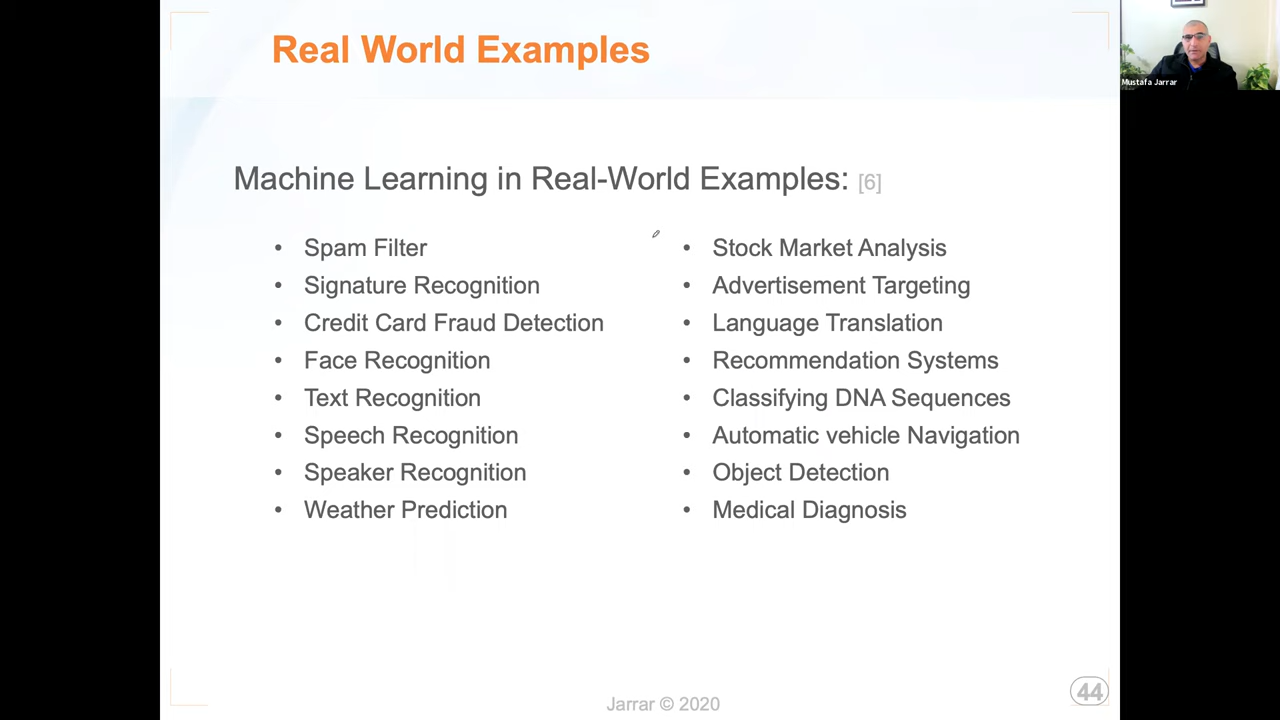 Real World Examples
Mustafa Jarrar
Machine Learning in Real-World Examples: [6]
• Spam Filter
• Signature Recognition
• Credit Card Fraud Detection
• Face Recognition
• Text Recognition
• Speech Recognition
• Speaker Recognition
• Weather Prediction
• Stock Market Analysis
• Advertisement Targeting
• Language Translation
• Recommendation Systems
• Classifying DNA Sequences
• Automatic vehicle Navigation
• Object Detection
• Medical Diagnosis
Jarrar © 2020
44